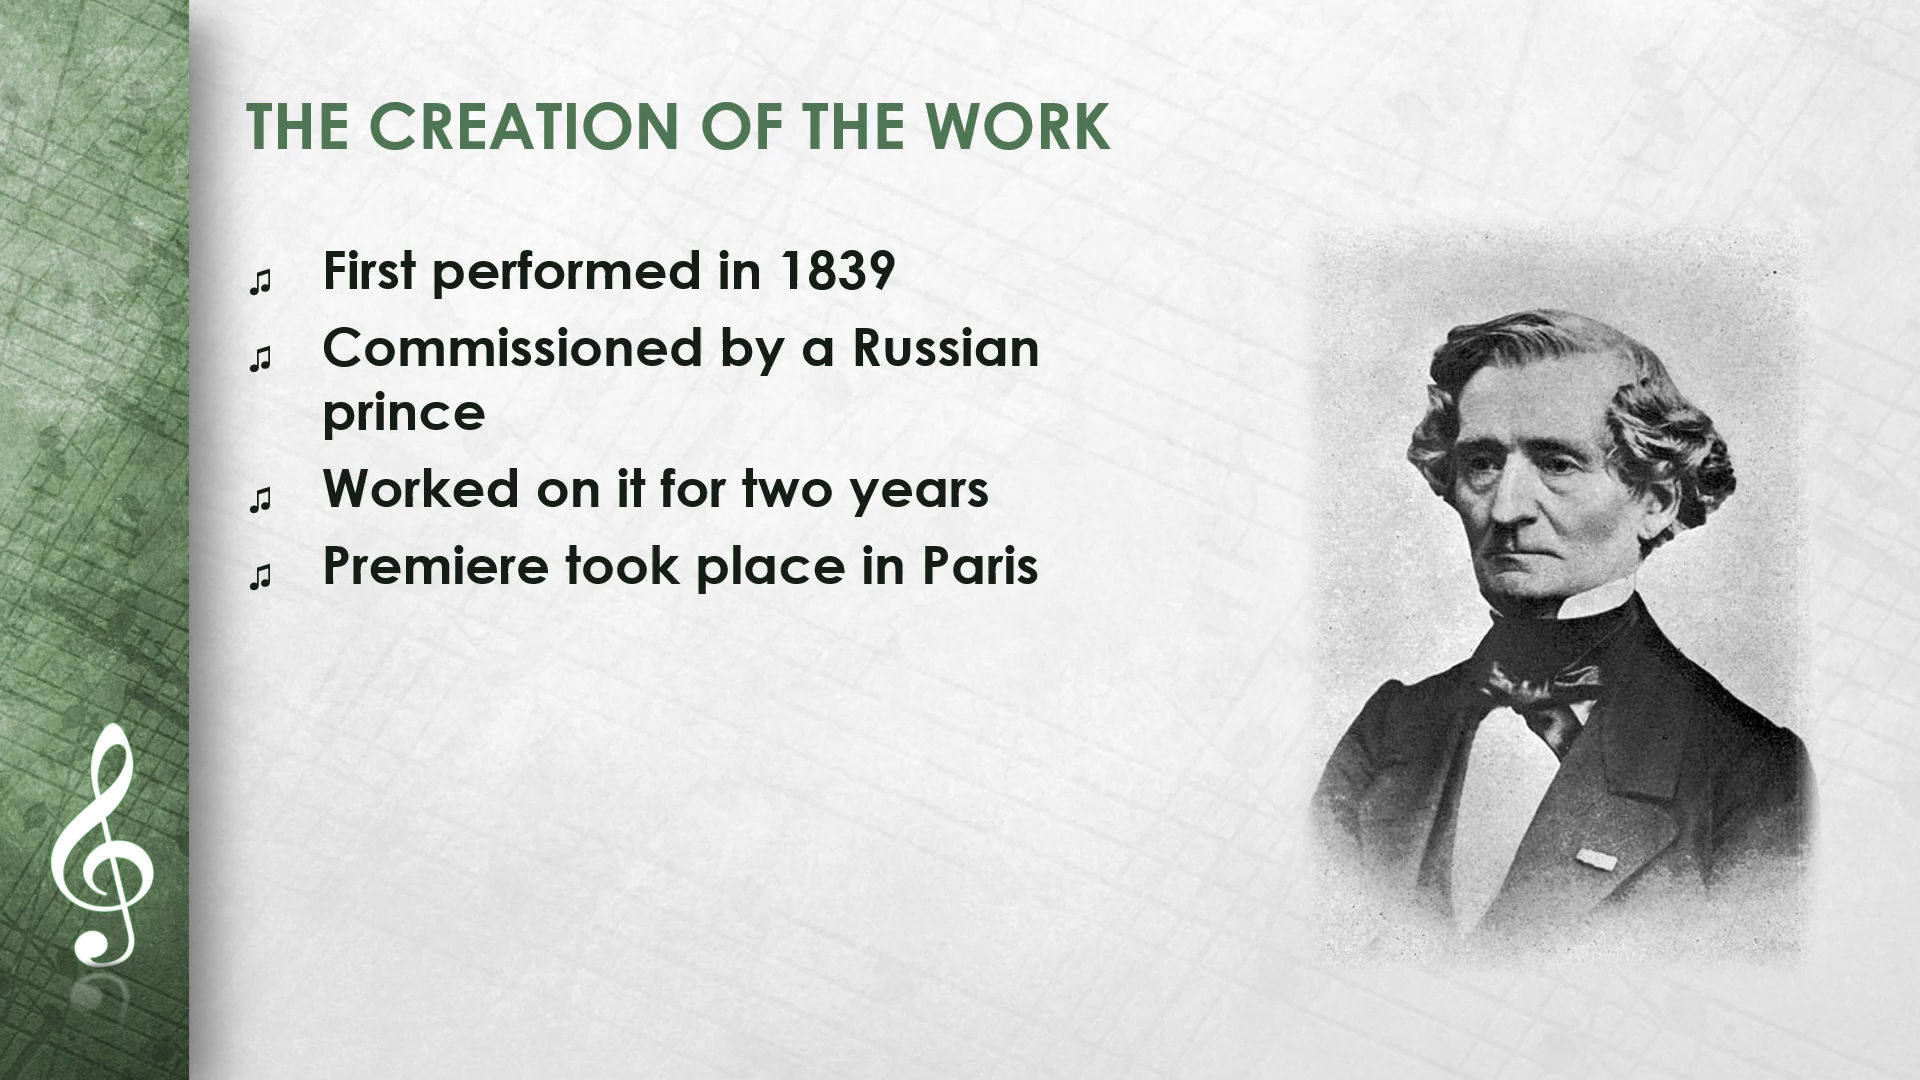 THE CREATION OF THE WORK
♫ First performed in 1839
♫ Commissioned by a Russian
prince
♫ Worked on it for two years
♫ Premiere took place in Paris